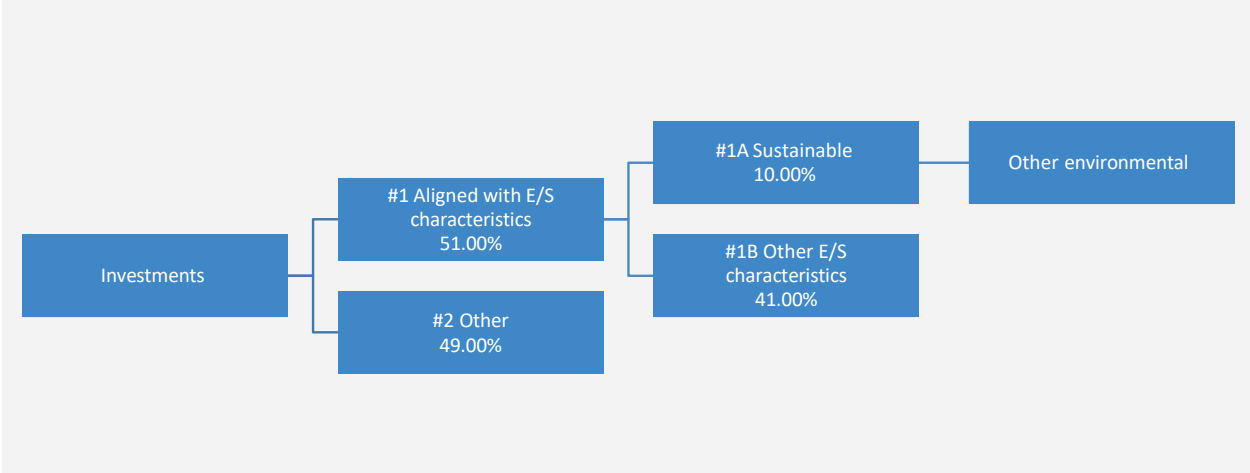 Investments
#1 Aligned with E/S
characteristics
51.00%
#2 Other
49.00%
#1A Sustainable
10.00%
#1B Other E/S
characteristics
41.00%
Other environmental